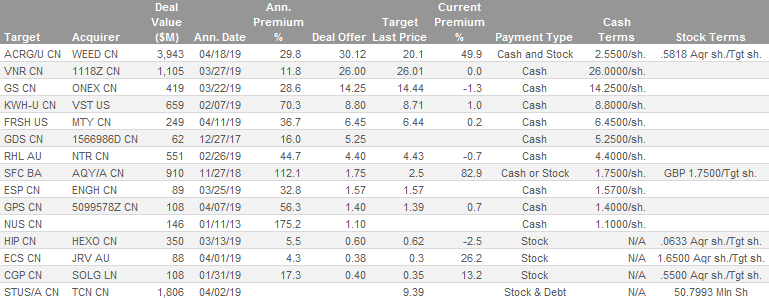 Deal Ann. Target Current Cash
Value Premium Premium
Target Acquirer ($M) Ann. Date % Deal Offer Last Price % Payment Type Terms Stock Terms
ACRG/U CN WEED CN 3,943 04/18/19 29.8 30.12 20.1 49.9 Cash and Stock 2.5500/sh. .5818 Aqr sh./Tgt sh.
VNR CN 1118Z CN 1,105 03/27/19 11.8 26.00 26.01 0.0 Cash 26.0000/sh.
GS CN ONEX CN 419 03/22/19 28.6 14.25 14.44 -1.3 Cash 14.2500/sh.
KWH-U CN VST US 659 02/07/19 70.3 8.80 8.71 1.0 Cash 8.8000/sh.
FRSH US MTY CN 249 04/11/19 36.7 6.45 6.44 0.2 Cash 6.4500/sh.
GDS CN 1566986D CN 62 12/27/17 16.0 5.25 Cash 5.2500/sh.
RHL AU NTR CN 551 02/26/19 44.7 4.40 4.43 -0.7 Cash 4.4000/sh.
SFC BA AQY/A CN 910 11/27/18 112.1 1.75 2.5 82.9 Cash or Stock 1.7500/sh. GBP 1.7500/Tgt sh.
ESP CN ENGH CN 89 03/25/19 32.8 1.57 1.57 Cash 1.5700/sh.
GPS CN 5099578Z CN 108 04/07/19 56.3 1.40 1.39 0.7 Cash 1.4000/sh.
NUS CN 146 01/11/13 175.2 1.10 Cash 1.1000/sh.
HIP CN HEXO CN 350 03/13/19 5.5 0.60 0.62 -2.5 Stock N/A .0633 Aqr sh./Tgt sh.
ECS CN JRV AU 88 04/01/19 4.3 0.38 0.3 26.2 Stock N/A 1.6500 Aqr sh./Tgt sh.
CGP CN SOLG LN 108 01/31/19 17.3 0.40 0.35 13.2 Stock N/A .5500 Aqr sh./Tgt sh.
STUS/A CN TCN CN 1,806 04/02/19 9.39 Stock & Debt N/A 50.7993 Mln Sh